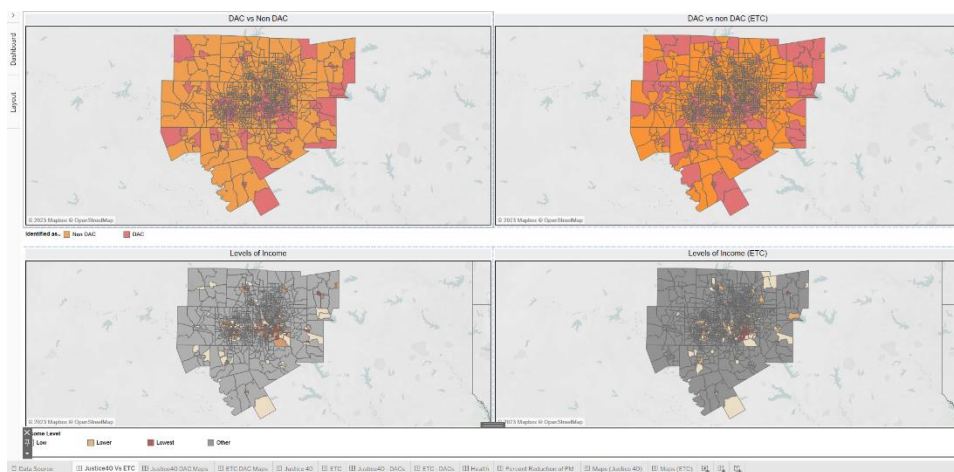 DAC vs Non DAC
DAC vs non DAC (ETC)
Dashboard
Layout
© 2023 Mapbox © OpenStreetMap
© 2023 Mapbox © OpenStreetMap
Identified as.. Non DAC DAC
Levels of Income
Levels of Income (ETC)
© 2023 Mapbox © OpenStreetMap
© 2023 Mapbox © OpenStreetMap
ome Level
Low Lower Lowest Other
Data Source Justice40 Vs ETC Justice40 DAC Maps ETC DAC Maps Justice 40 ETC Justice40 - DACs ETC - DACs Health Percent Reduction of PM Maps (Justice 40) Maps (ETC)